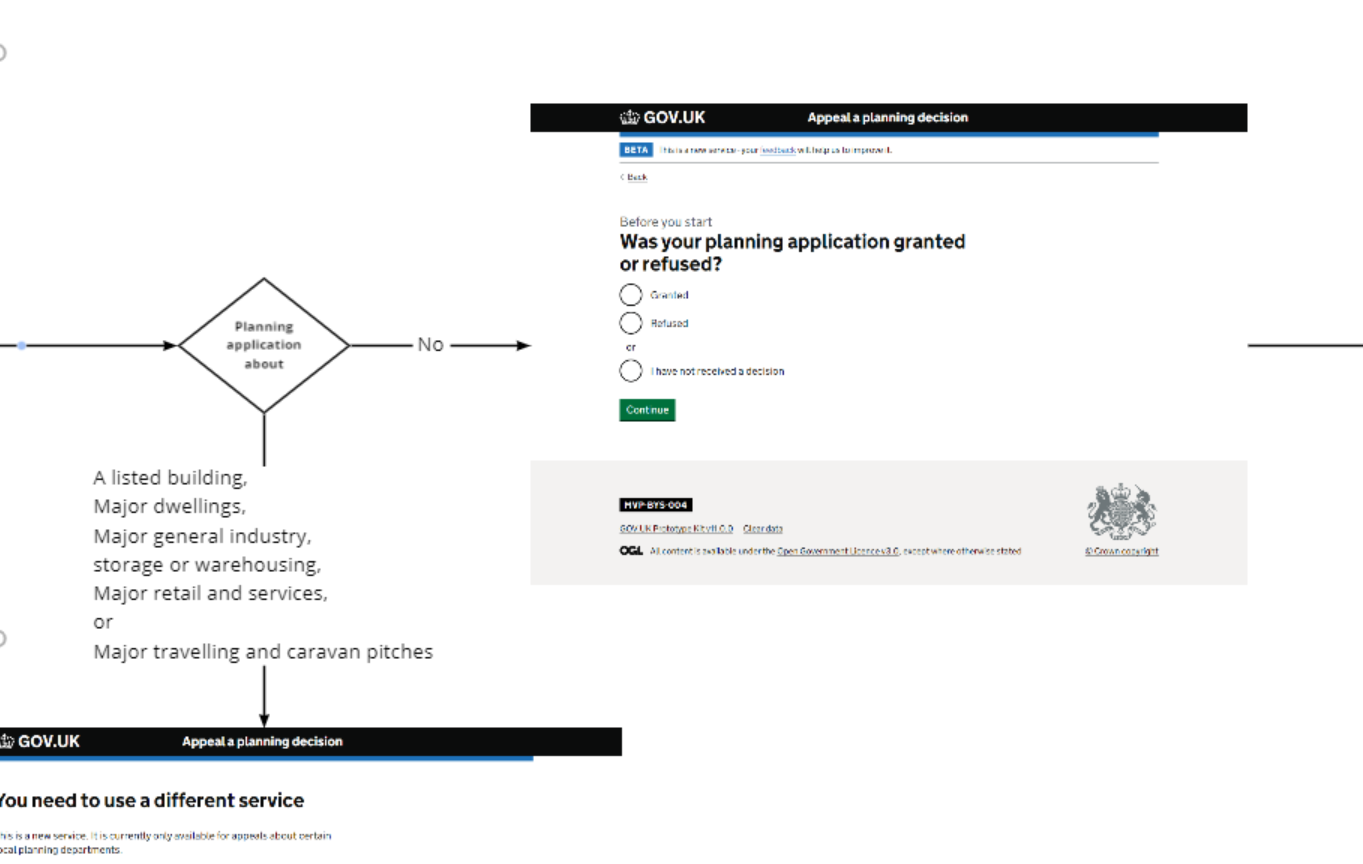 GOV.UK Appeal a planning decision
BETA This is a new service - your feedback will help us to improve it.
< Back
Before you start
Was your planning application granted
or refused?
Granted
Refused
or
I have not received a decision
Continue
Planning
application
about
No
A listed building,
Major dwellings,
Major general industry,
storage or warehousing,
Major retail and services,
or
Major travelling and caravan pitches
MVP-BYS-004
GOV.UK Prototype Kit v11.0.0 Clear data
OGL All content is available under the Open Government Licence v3.0, except where otherwise stated
© Crown copyright
GOV.UK Appeal a planning decision
You need to use a different service
This is a new service. It is currently only available for appeals about certain
local planning departments.